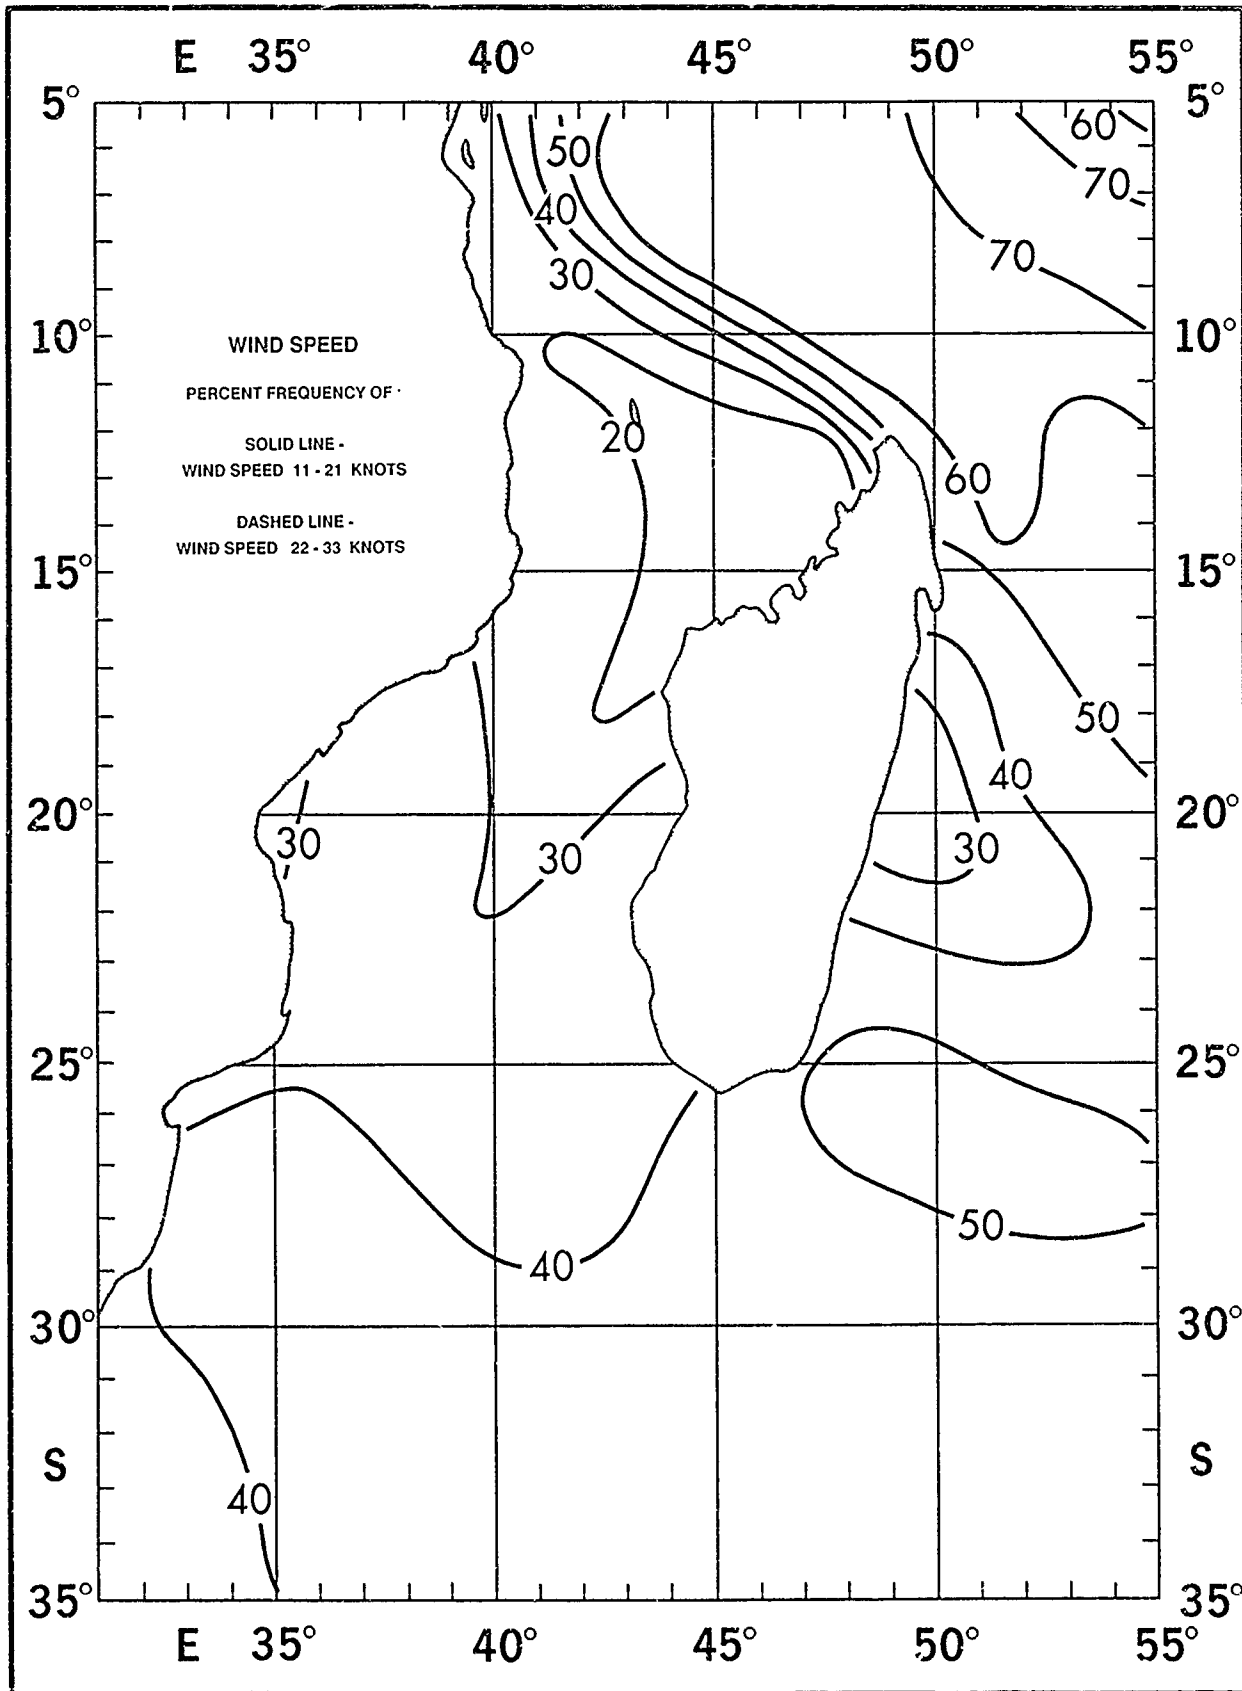 E 35° 40° 45° 50° 55°
5° 5°
60
50
70
40
70
30
10° 10°
WIND SPEED
PERCENT FREQUENCY OF
SOLID LINE -
WIND SPEED 11 - 21 KNOTS
20
60
DASHED LINE -
WIND SPEED 22 - 33 KNOTS
15° 15°
50
40
20° 20°
30
30
30
25° 25°
50
40
30° 30°
S S
40
35° 35°
E 35° 40° 45° 50° 55°